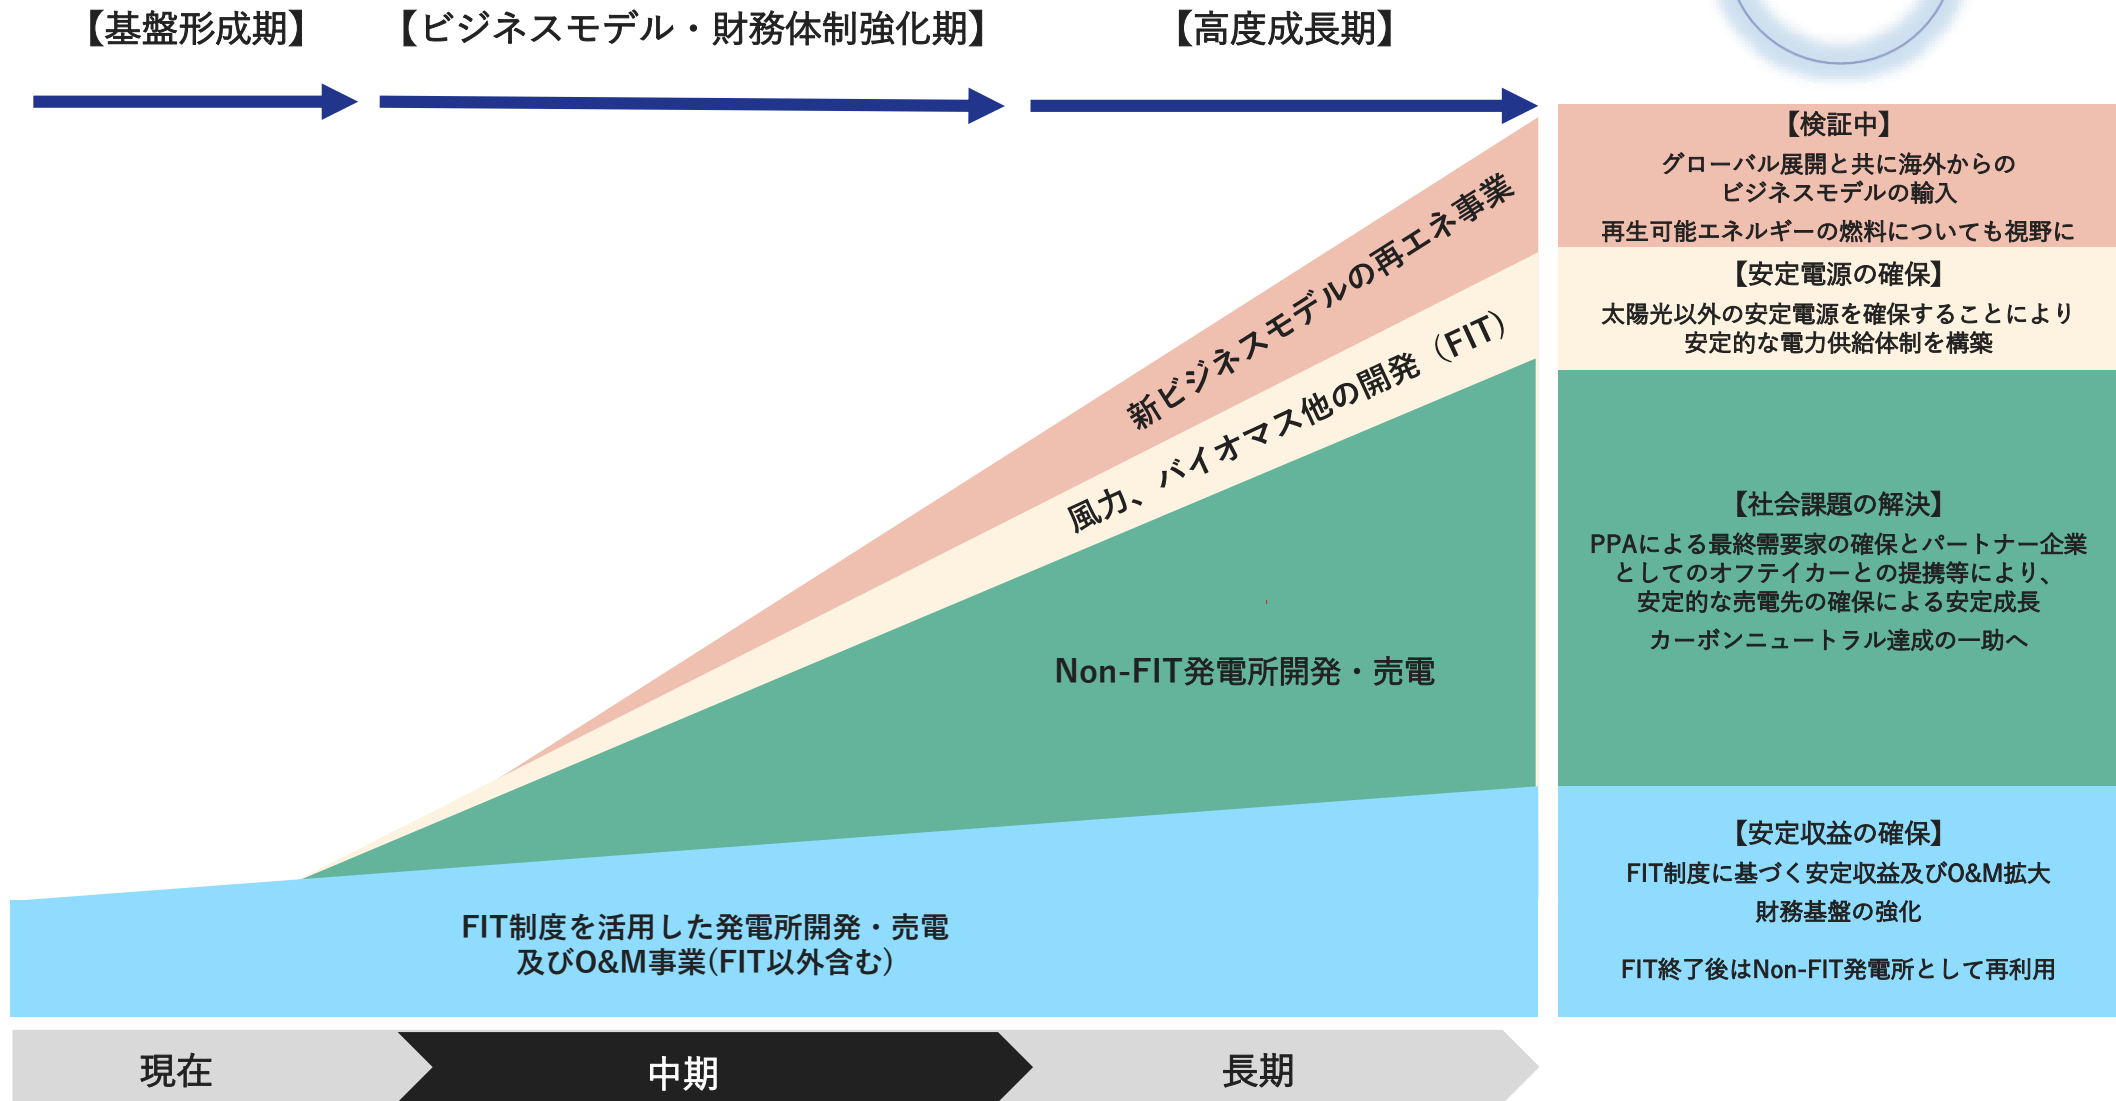 【基盤形成期】
【ビジネスモデル・財務体制強化期】
【高度成長期】
新ビジネスモデルの再エネ事業
風力、バイオマス他の開発（FIT）
Non-FIT発電所開発・売電
FIT制度を活用した発電所開発・売電
及びO&M事業(FIT以外含む)
【検証中】
グローバル展開と共に海外からの
ビジネスモデルの輸入
再生可能エネルギーの燃料についても視野に
【安定電源の確保】
太陽光以外の安定電源を確保することにより
安定的な電力供給体制を構築
【社会課題の解決】
PPAによる最終需要家の確保とパートナー企業
としてのオフテイカーとの提携等により、
安定的な売電先の確保による安定成長
カーボンニュートラル達成の一助へ
【安定収益の確保】
FIT制度に基づく安定収益及びO&M拡大
財務基盤の強化
FIT終了後はNon-FIT発電所として再利用
現在
中期
長期